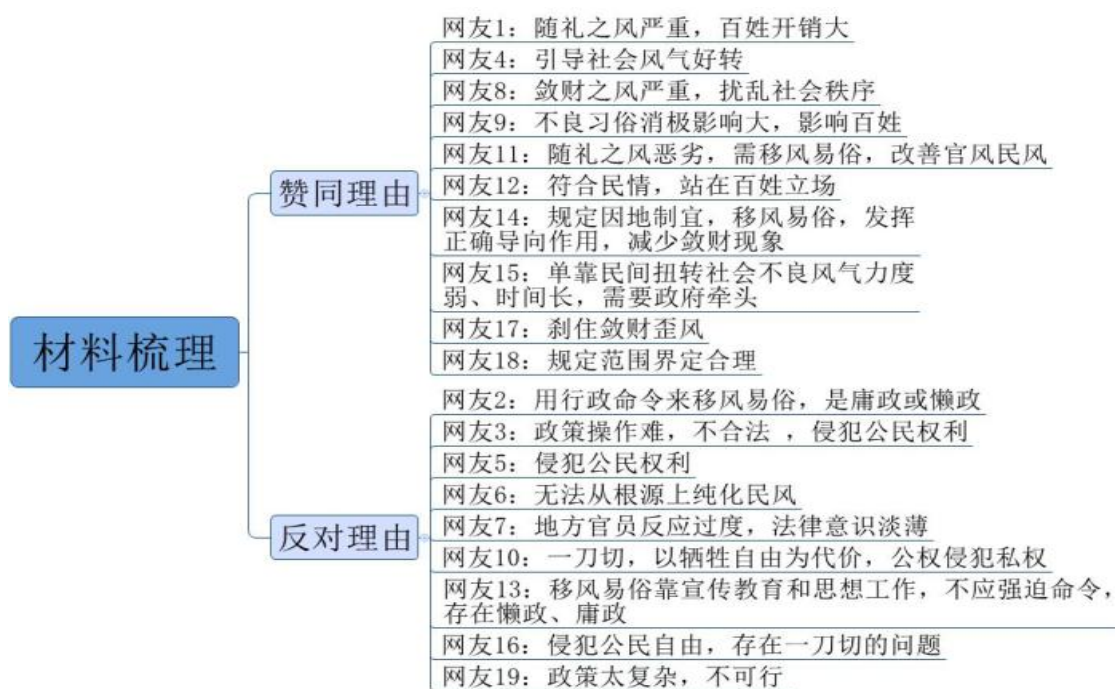 网友1：随礼之风严重，百姓开销大
网友4：引导社会风气好转
网友8：敛财之风严重，扰乱社会秩序
网友9：不良习俗消极影响大，影响百姓
网友11：随礼之风恶劣，需移风易俗，改善官风民风
赞同理由
网友12：符合民情，站在百姓立场
网友14：规定因地制宜，移风易俗，发挥
正确导向作用，减少敛财现象
网友15：单靠民间扭转社会不良风气力度
弱、时间长，需要政府牵头
网友17：刹住敛财歪风
网友18：规定范围界定合理
材料梳理
网友2：用行政命令来移风易俗，是庸政或懒政
网友3：政策操作难，不合法 ，侵犯公民权利
网友5：侵犯公民权利
网友6：无法从根源上纯化民风
网友7：地方官员反应过度，法律意识淡薄
反对理由
网友10：一刀切，以牺牲自由为代价，公权侵犯私权
网友13：移风易俗靠宣传教育和思想工作，不应强迫命令，
存在懒政、庸政
网友16：侵犯公民自由，存在一刀切的问题
网友19：政策太复杂，不可行